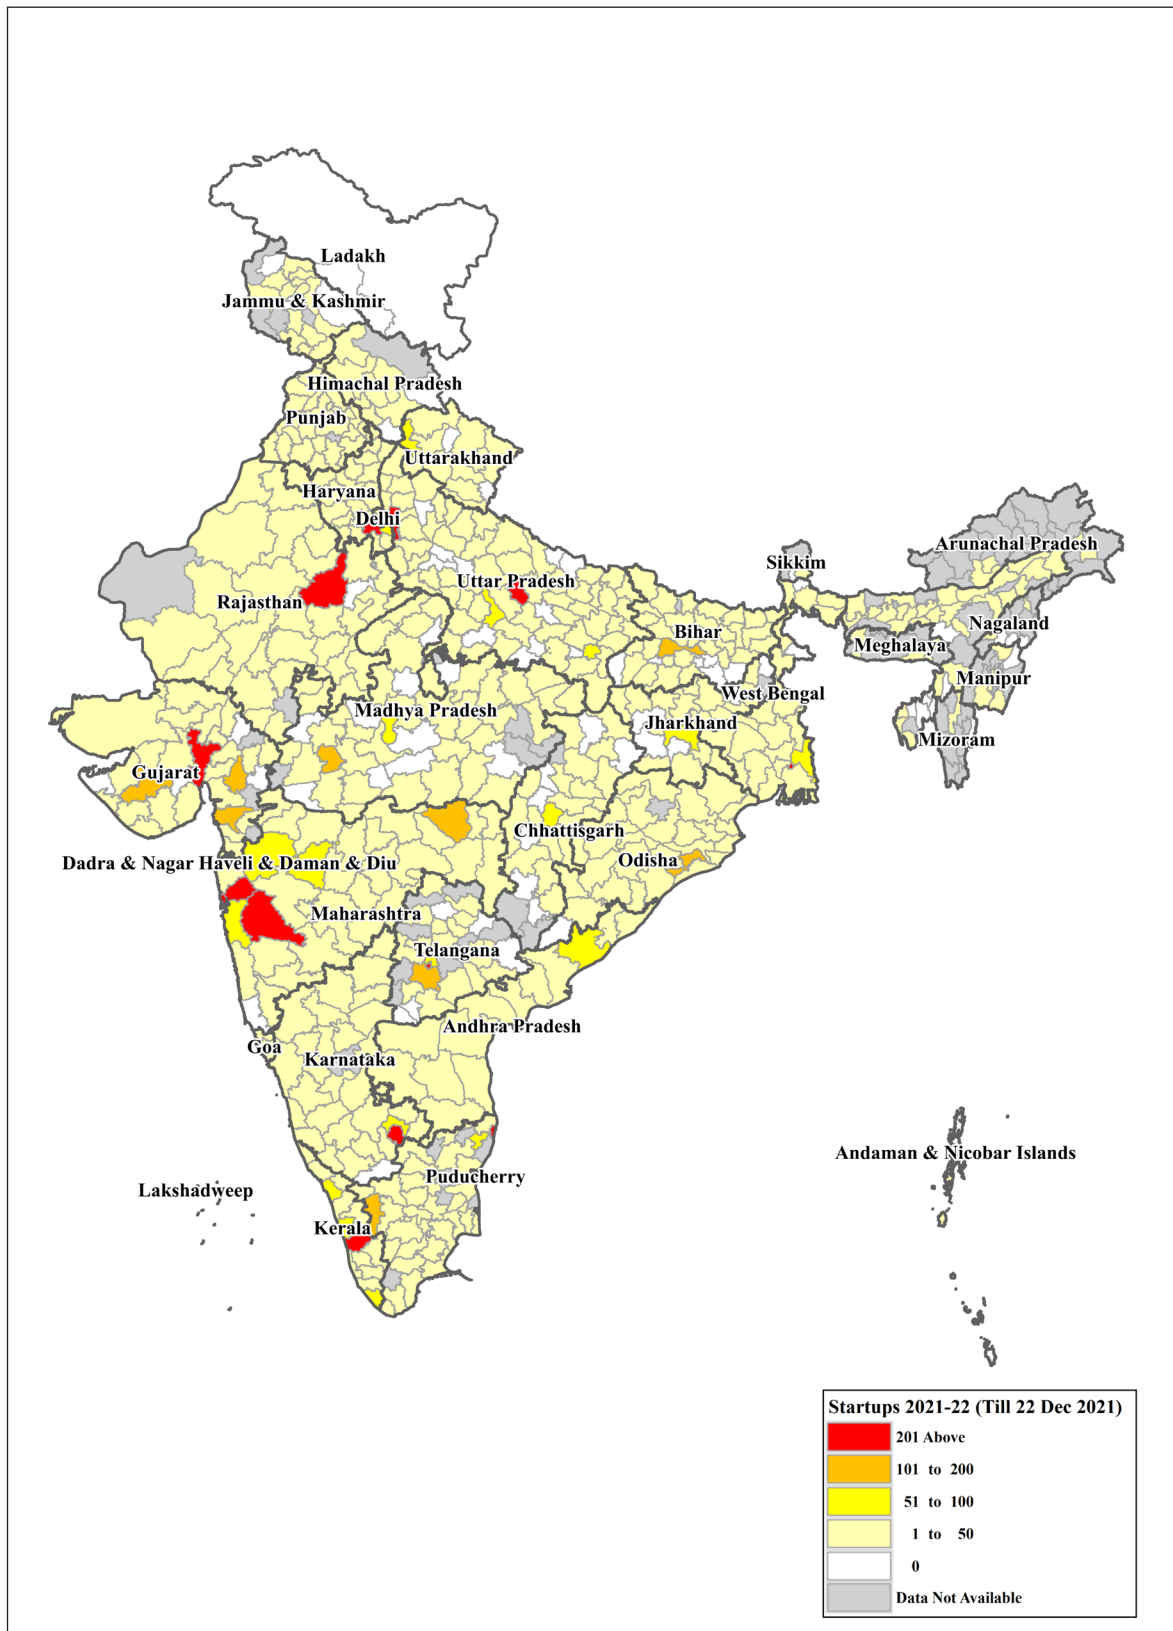 Ladakh
Jammu & Kashmir
Himachal Pradesh
Punjab
Uttarakhand
Haryana
Delhi
Arunachal Pradesh
Sikkim
Uttar Pradesh
Rajasthan
Nagaland
Bihar
Meghalaya
Manipur
West Bengal
Madhya Pradesh
Jharkhand
Mizoram
Gujarat
Chhattisgarh
Odisha
Dadra & Nagar Haveli & Daman & Diu
Maharashtra
Telangana
Andhra Pradesh
Goa
Karnataka
Andaman & Nicobar Islands
Puducherry
Lakshadweep
Kerala
Startups 2021-22 (Till 22 Dec 2021)
201 Above
101 to 200
51 to 100
1 to 50
0
Data Not Available